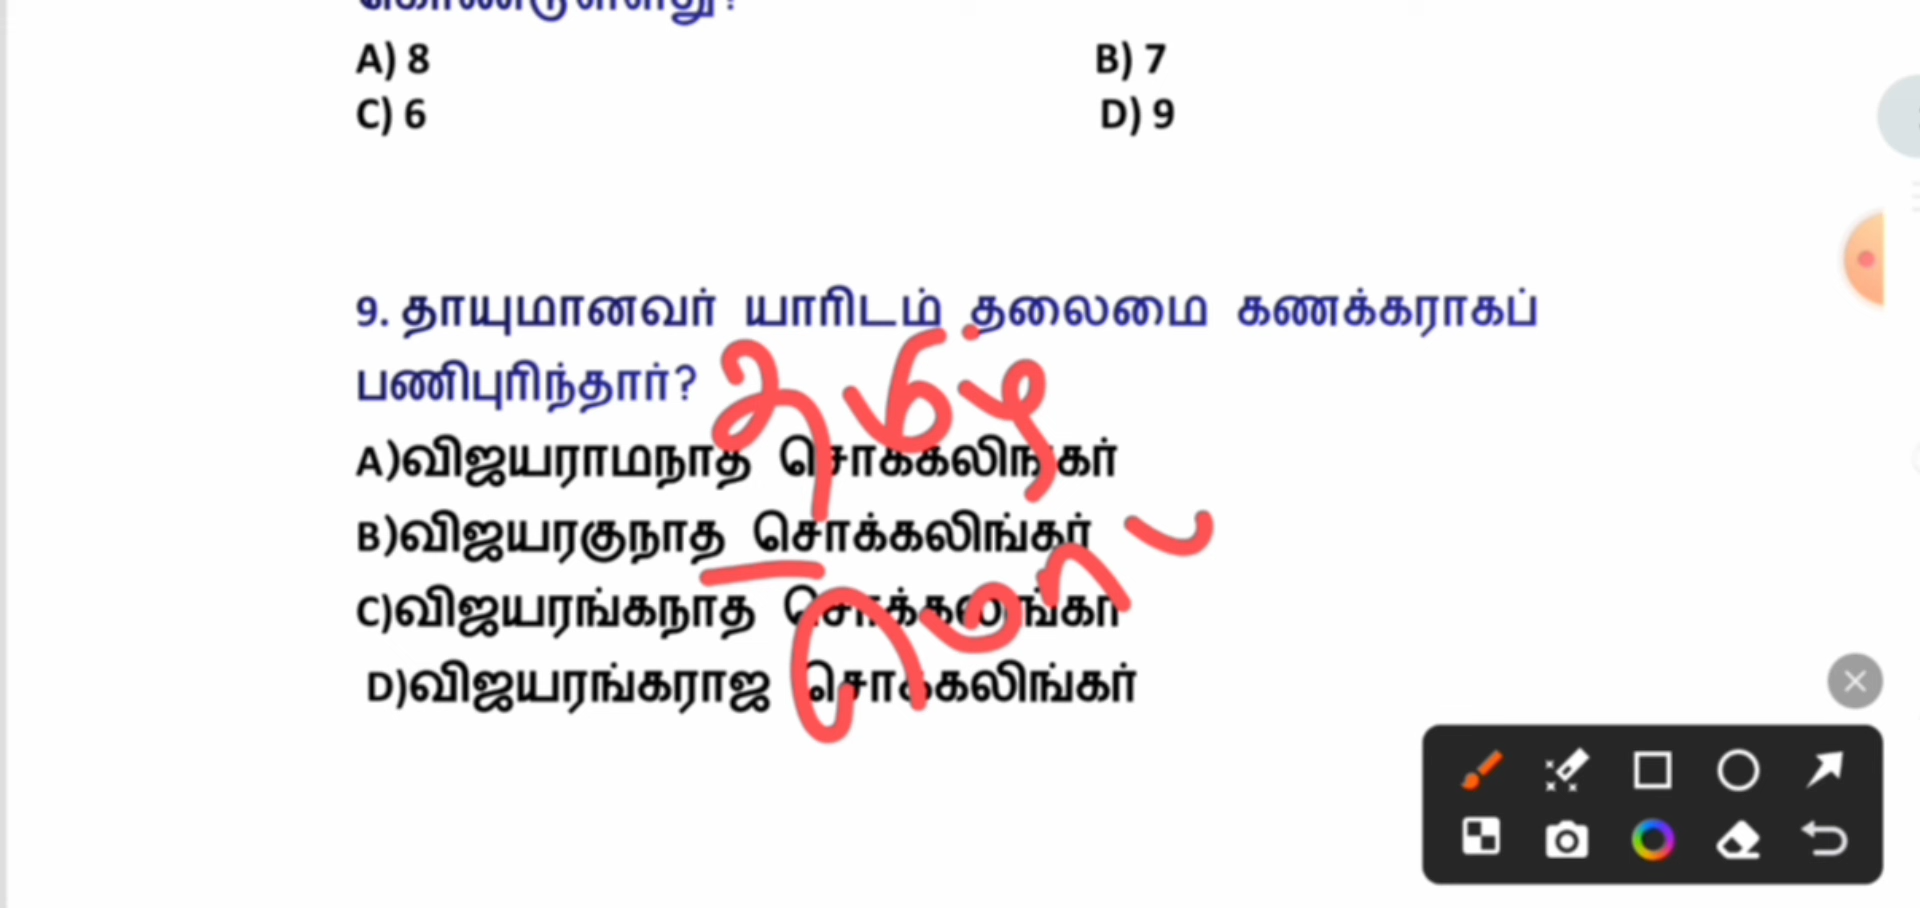 A) 8
B) 7
C) 6
D) 9
9. தாயுமானவர் யாரிடம் தலைமை கணக்கராகப்
பணிபுரிந்தார்?
A)விஜயராமநாத சொக்கலிங்கர்
B)விஜயரகுநாத சொக்கலிங்கர்
C)விஜயரங்கநாத சொக்கலிங்கர்
D)விஜயரங்கராஜ சொக்கலிங்கர்